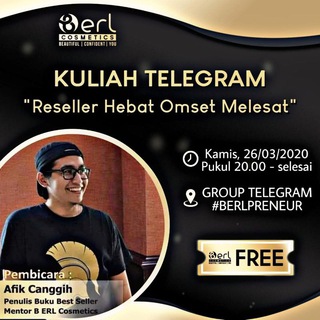 Berl
COSMETICS
BEAUTIFUL | CONFIDENT | YOU
KULIAH TELEGRAM
"Reseller Hebat Omset Melesat"
Kamis, 26/03/2020
Pukul 20.00 - selesai
GROUP TELEGRAM
#BERLPRENEUR
Berl
FREE
Pembicara :
Afik Canggih
Penulis Buku Best Seller
Mentor B ERL Cosmetics